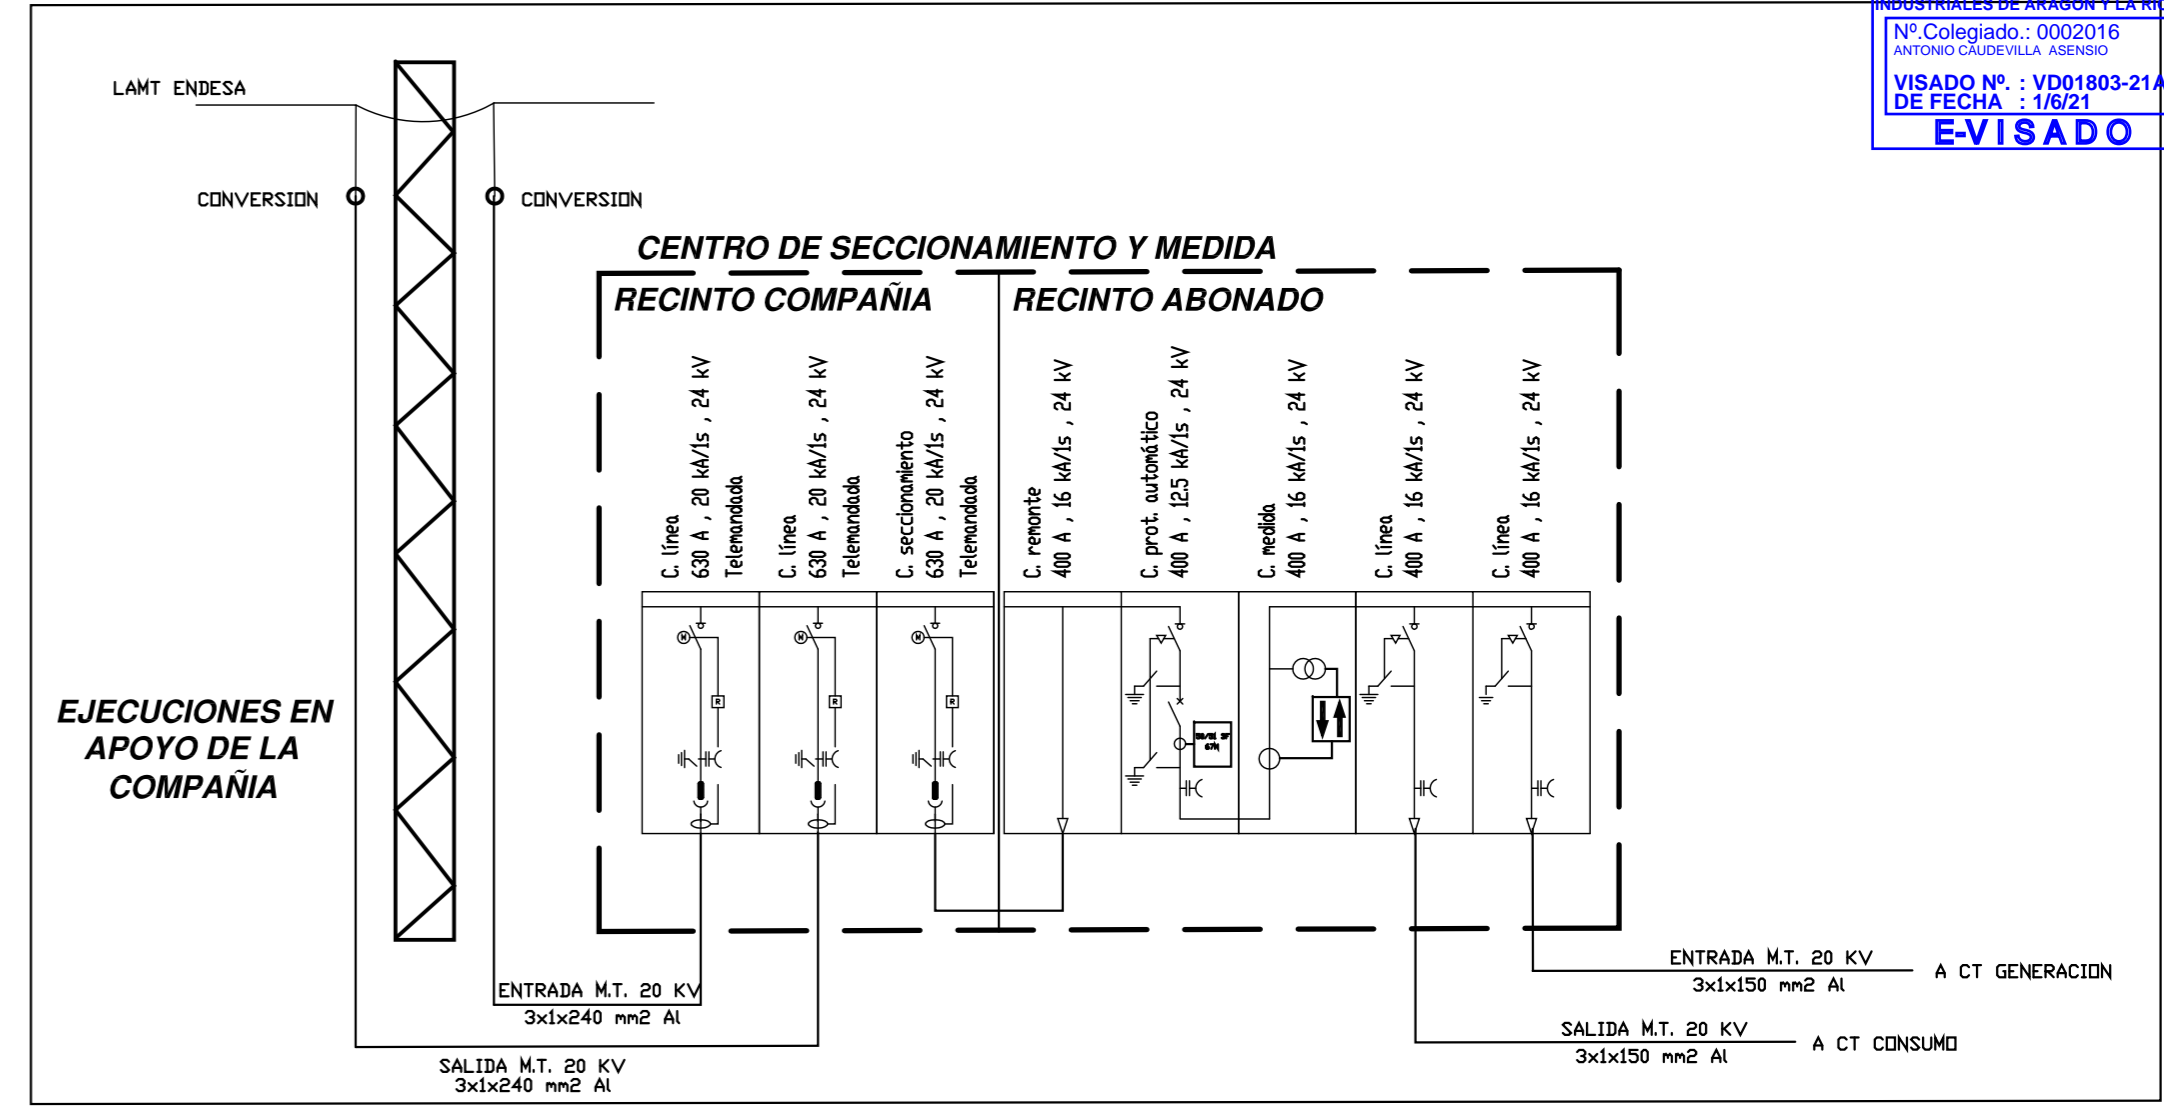 INDUSTRIALES DE ARAGON Y LA RIO
Nº.Colegiado.: 0002016
ANTONIO CAUDEVILLA ASENSIO
VISADO Nº. : VD01803-21A
DE FECHA : 1/6/21
E-VISADO
LAMT ENDESA
CONVERSION
CONVERSION
CENTRO DE SECCIONAMIENTO Y MEDIDA
RECINTO COMPAÑIA
RECINTO ABONADO
C. línea
630 A , 20 kA/1s , 24 kV
Telemandada
C. línea
630 A , 20 kA/1s , 24 kV
Telemandada
C. seccionamiento
630 A , 20 kA/1s , 24 kV
Telemandada
C. remonte
400 A , 16 kA/1s , 24 kV
C. prot. automático
400 A , 12.5 kA/1s , 24 kV
C. medida
400 A , 16 kA/1s , 24 kV
C. línea
400 A , 16 kA/1s , 24 kV
C. línea
400 A , 16 kA/1s , 24 kV
M
M
M
R
R
R
50/51 3F
67N
EJECUCIONES EN
APOYO DE LA
COMPAÑIA
ENTRADA M.T. 20 KV
3x1x240 mm2 Al
SALIDA M.T. 20 KV
3x1x240 mm2 Al
ENTRADA M.T. 20 KV
3x1x150 mm2 Al
A CT GENERACION
SALIDA M.T. 20 KV
3x1x150 mm2 Al
A CT CONSUMO